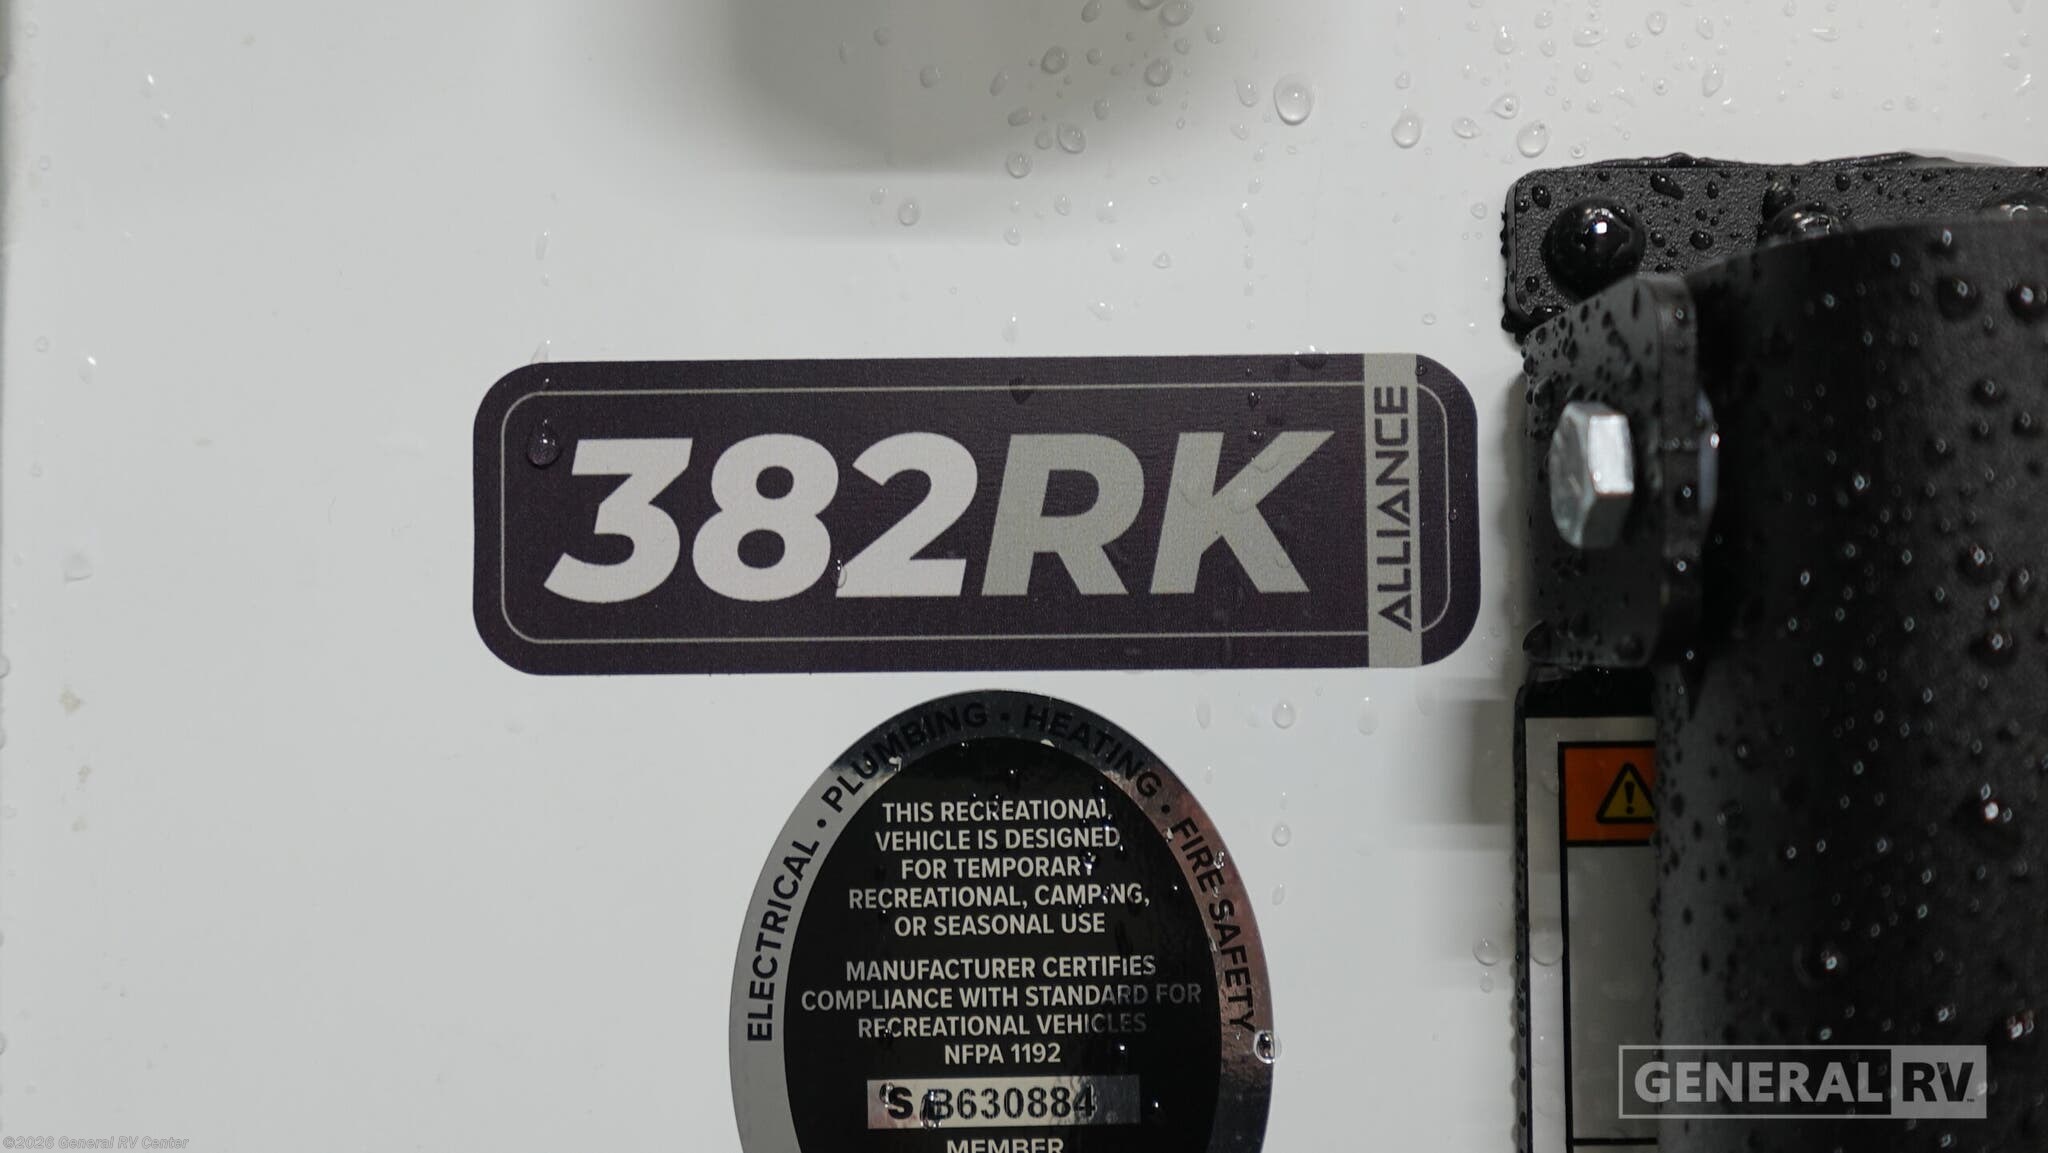 382RK
ALLIANCE
ELECTRICAL • PLUMBING • HEATING • FIRE SAFETY
THIS RECREATIONAL
VEHICLE IS DESIGNED
FOR TEMPORARY
RECREATIONAL, CAMPING,
OR SEASONAL USE
MANUFACTURER CERTIFIES
COMPLIANCE WITH STANDARD FOR
RECREATIONAL VEHICLES
NFPA 1192
B630884
MEMBER
GENERAL RV
©2026 General RV Center